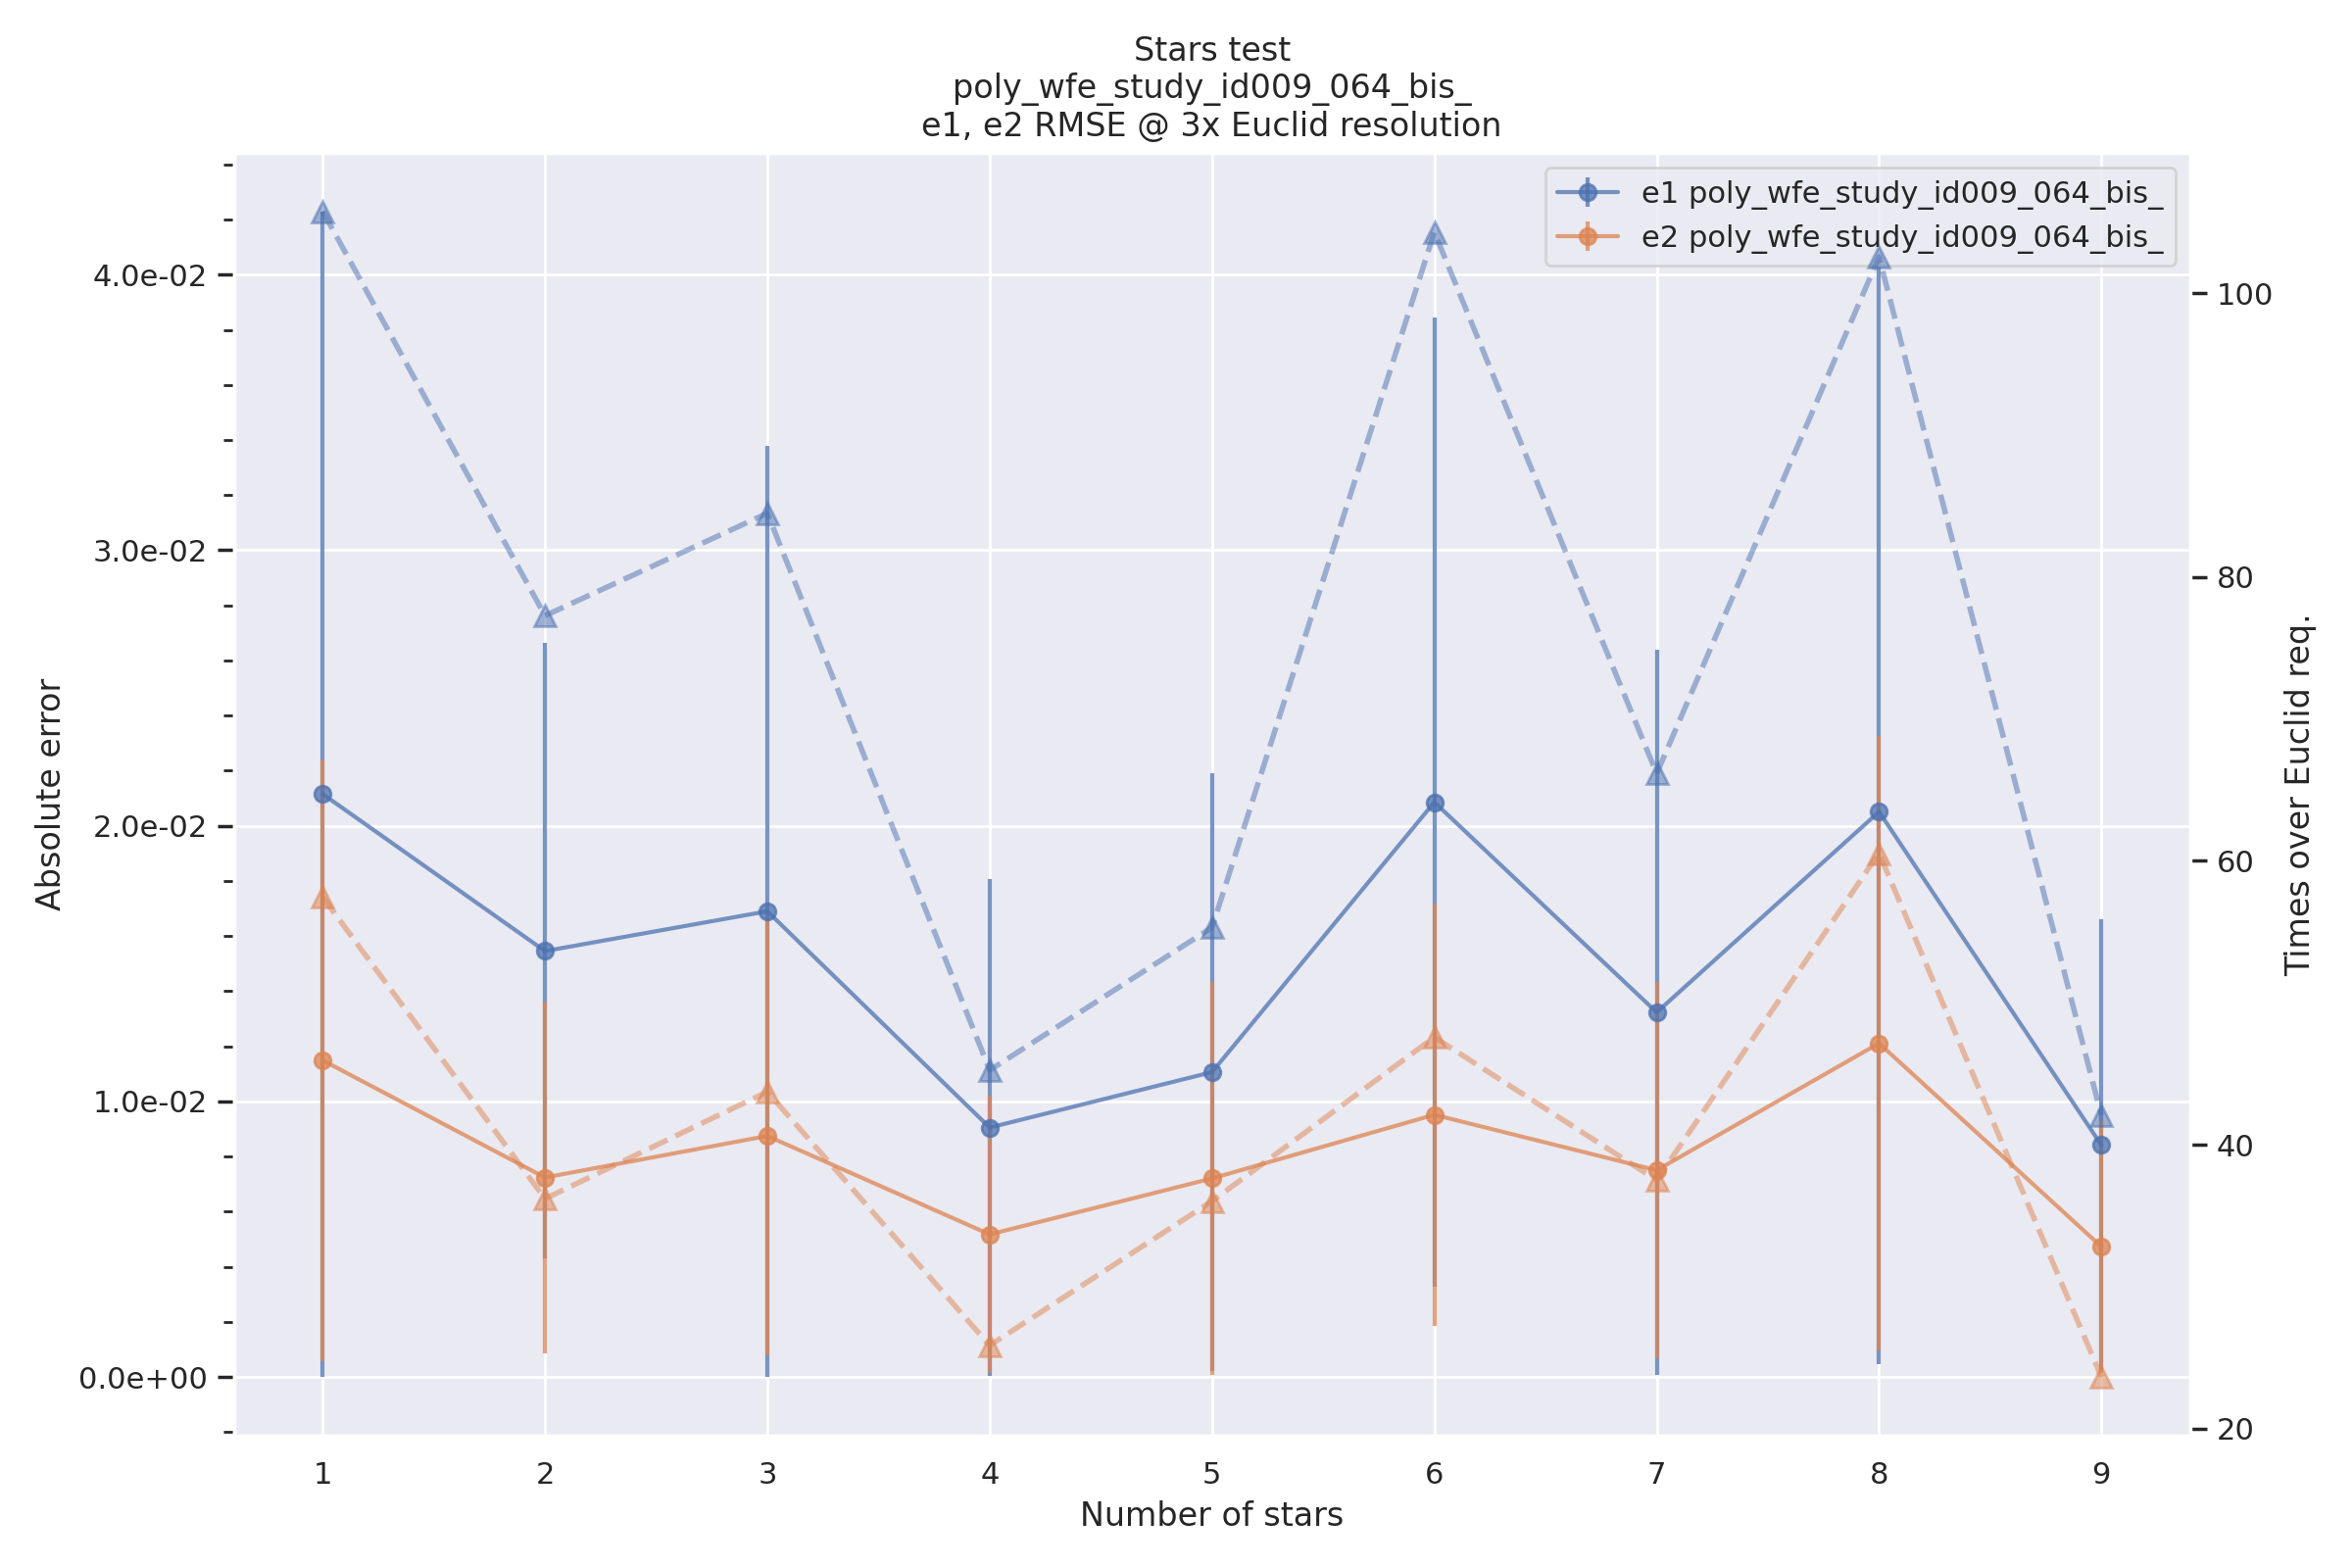 Stars test
poly_wfe_study_id009_064_bis_
e1, e2 RMSE @ 3x Euclid resolution
e1 poly_wfe_study_id009_064_bis_
e2 poly_wfe_study_id009_064_bis_
Absolute error
4.0e-02
3.0e-02
2.0e-02
1.0e-02
0.0e+00
100
80
60
40
20
Times over Euclid req.
1 2 3 4 5 6 7 8 9
Number of stars